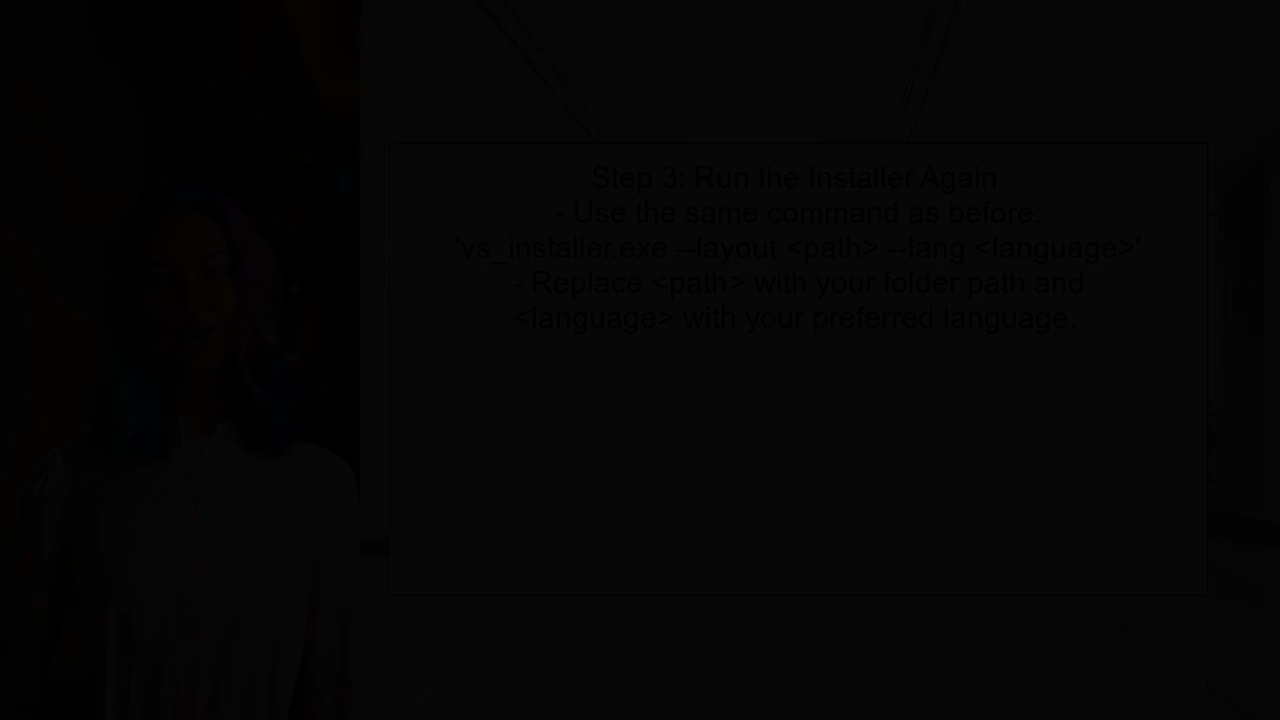 Step 3: Run the Installer Again
- Use the same command as before:
'vs_installer.exe --layout <path> --lang <language>'
- Replace <path> with your folder path and
<language> with your preferred language.